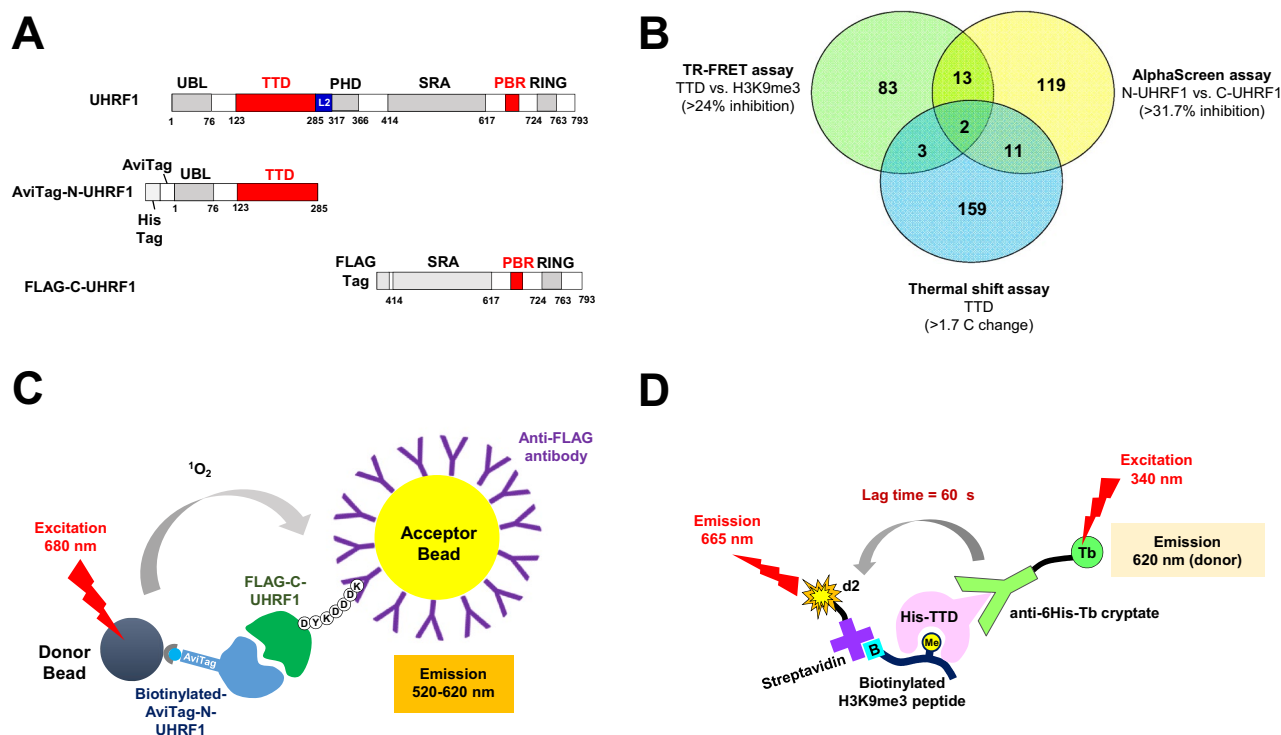 A
UBL TTD PHD SRA PBR RING
UHRF1
L2
1 76 123 285 317 366 414 617 724 763 793
AviTag
UBL TTD
AviTag-N-UHRF1
1 76 123 285
His
Tag
FLAG
Tag
SRA PBR RING
FLAG-C-UHRF1
414 617 724 763 793
B
TR-FRET assay
TTD vs. H3K9me3
(>24% inhibition)
83
13
119
AlphaScreen assay
N-UHRF1 vs. C-UHRF1
(>31.7% inhibition)
2
3
11
159
Thermal shift assay
TTD
(>1.7 C change)
C
Anti-FLAG
antibody
1O2
Excitation
680 nm
Acceptor
Bead
FLAG-C-
UHRF1
DYKDDDK
Donor
Bead
AviTag
Biotinylated-
AviTag-N-
UHRF1
Emission
520-620 nm
D
Excitation
340 nm
Lag time = 60 s
Emission
665 nm
Tb
Emission
620 nm (donor)
d2
His-TTD
anti-6His-Tb cryptate
Me
B
Streptavidin
Biotinylated
H3K9me3 peptide